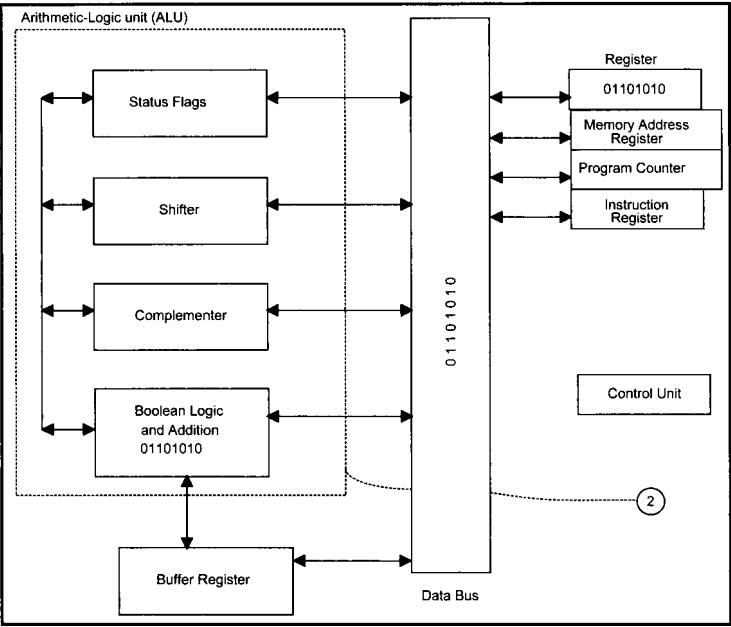 Arithmetic-Logic unit (ALU)
Status Flags
Shifter
Complementer
Boolean Logic
and Addition
01101010
Buffer Register
01101010
Data Bus
Register
01101010
Memory Address
Register
Program Counter
Instruction
Register
Control Unit
2